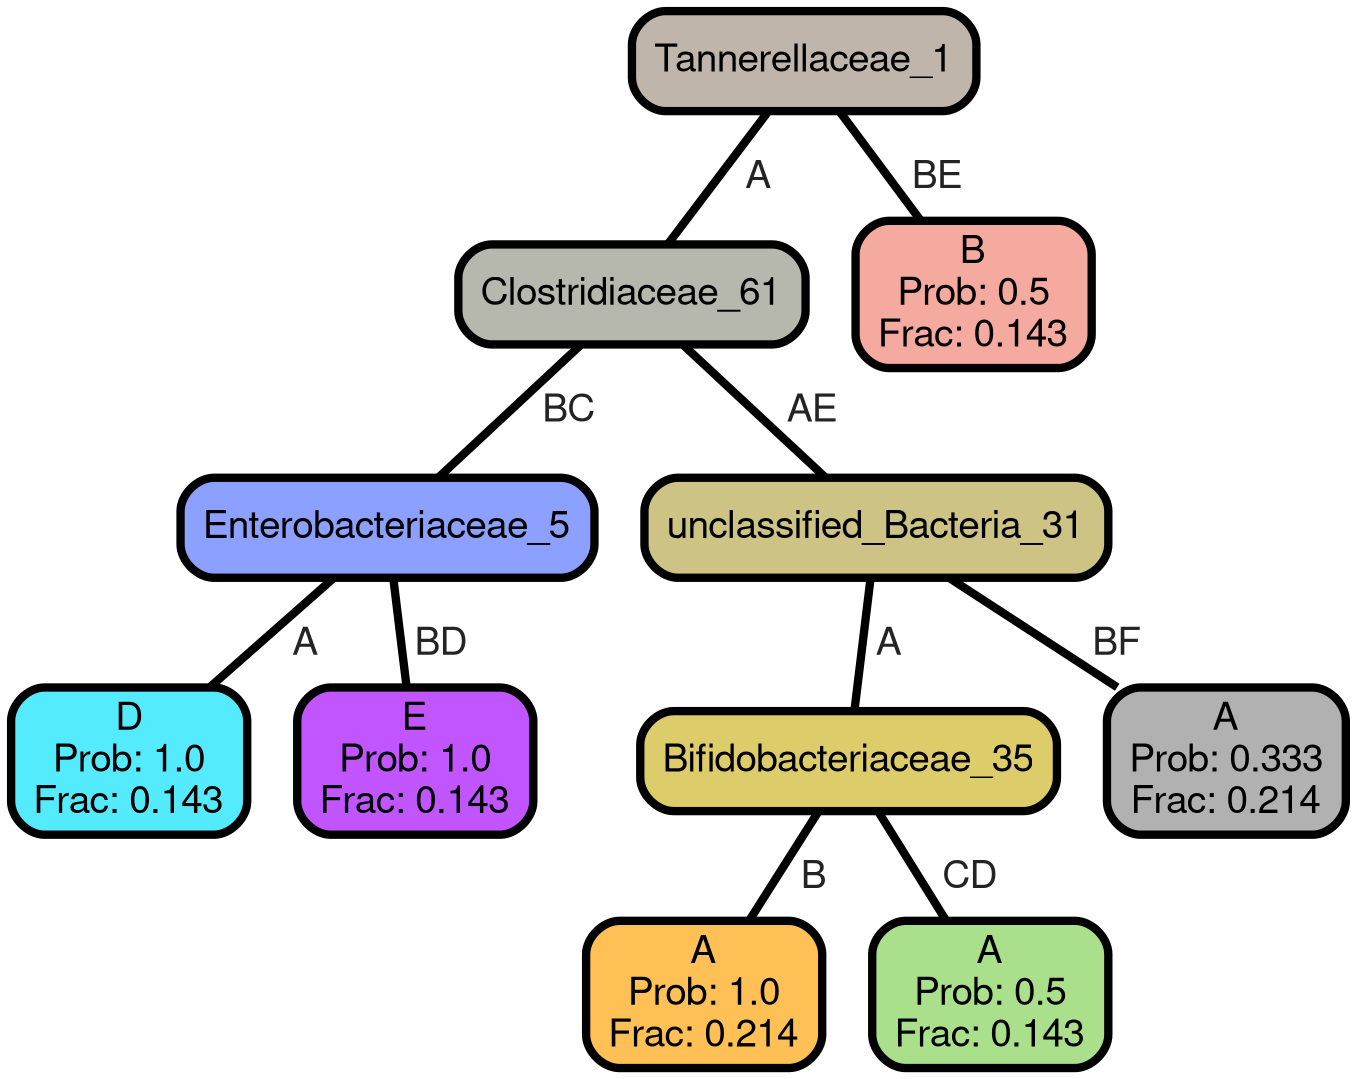 Tannerellaceae_1
A
BE
Clostridiaceae_61
B
Prob: 0.5
Frac: 0.143
BC
AE
Enterobacteriaceae_5
unclassified_Bacteria_31
A
BD
A
BF
D
Prob: 1.0
Frac: 0.143
E
Prob: 1.0
Frac: 0.143
Bifidobacteriaceae_35
A
Prob: 0.333
Frac: 0.214
B
CD
A
Prob: 1.0
Frac: 0.214
A
Prob: 0.5
Frac: 0.143